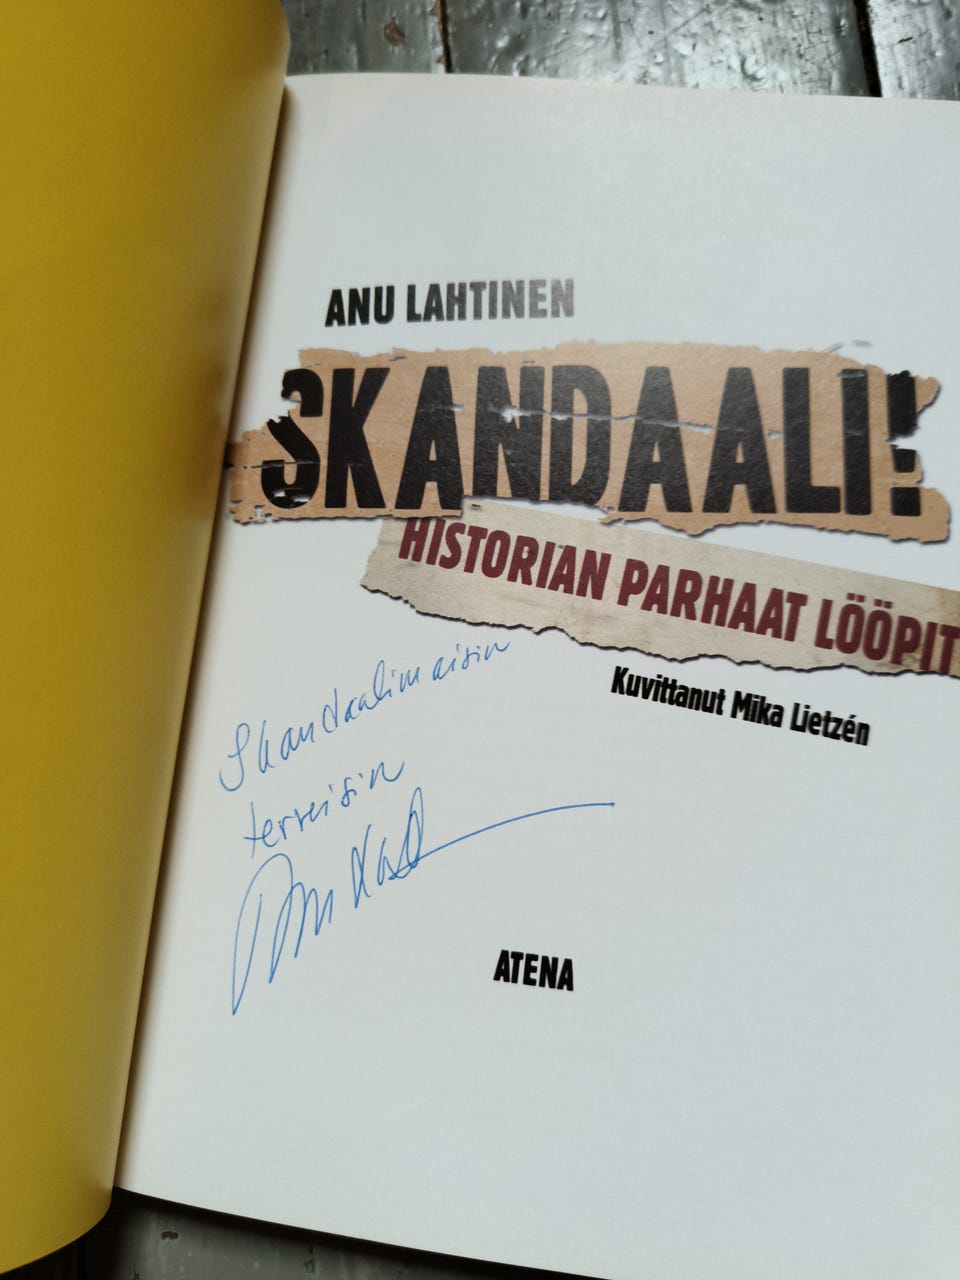 ANU LAHTINEN
SKANDAALI!
HISTORIAN PARHAAT LÖÖPIT
Kuvittanut Mika Lietzén
Skandaalimaisin
terveisin
ATENA